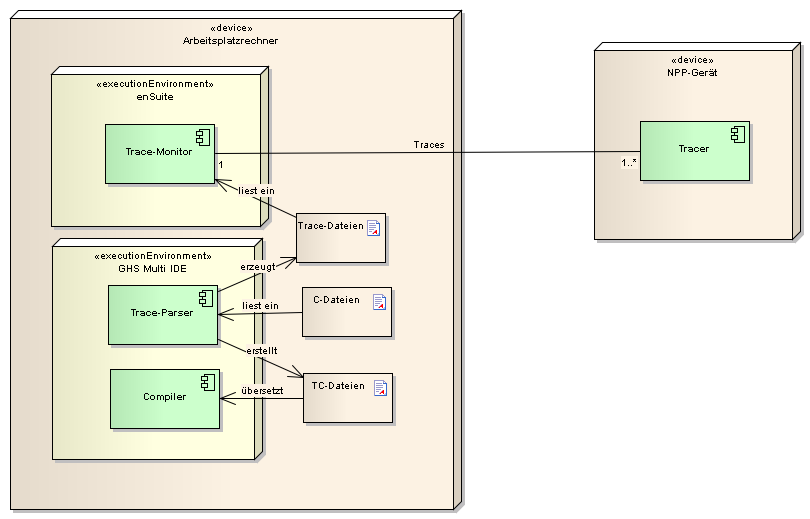 «device»
Arbeitsplatzrechner
«executionEnvironment»
enSuite
Trace-Monitor
1
Traces
liest ein
Trace-Dateien
«executionEnvironment»
GHS Multi IDE
erzeugt
Trace-Parser
liest ein
C-Dateien
erstellt
TC-Dateien
Compiler
übersetzt
«device»
NPP-Gerät
Tracer
1..*